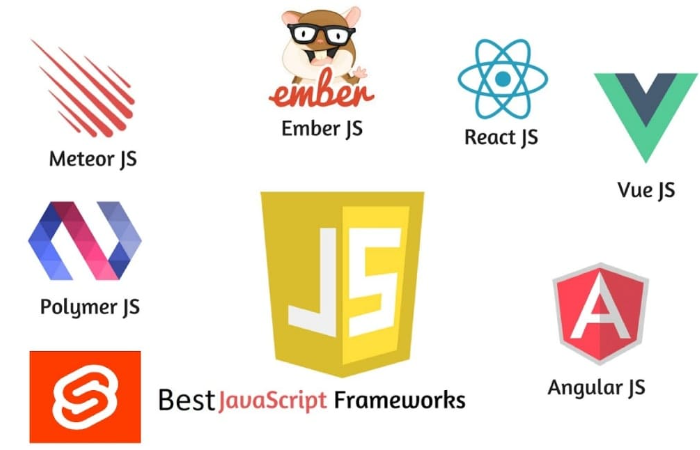 ember
Ember JS
React JS
Meteor JS
Vue JS
JS
Polymer JS
A
Angular JS
S
Best JavaScript Frameworks